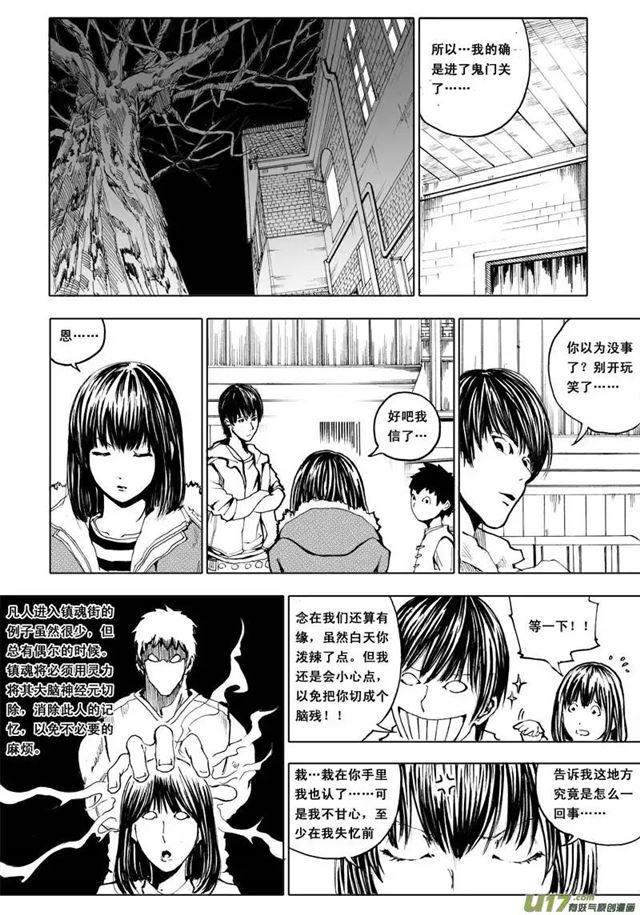 所以…我的确
是进了鬼门关
了……
恩……
好吧我
信了…
你以为没事
了？别开玩
笑了……
凡人进入镇魂街的
例子虽然很少，但
总有偶尔的时候。
镇魂将必须用灵力
将其大脑神经元切
除，消除此人的记
忆，以免不必要的
麻烦。
念在我们还算有
缘，虽然白天你
泼辣了点。但我
还是会小心点，
以免把你切成个
脑残！！
等一下！！
栽…栽在你手里
我也认了……可
是我不甘心，至
少在我失忆前
告诉我这地方
究竟是怎么一
回事……
U17.com
有妖气原创漫画